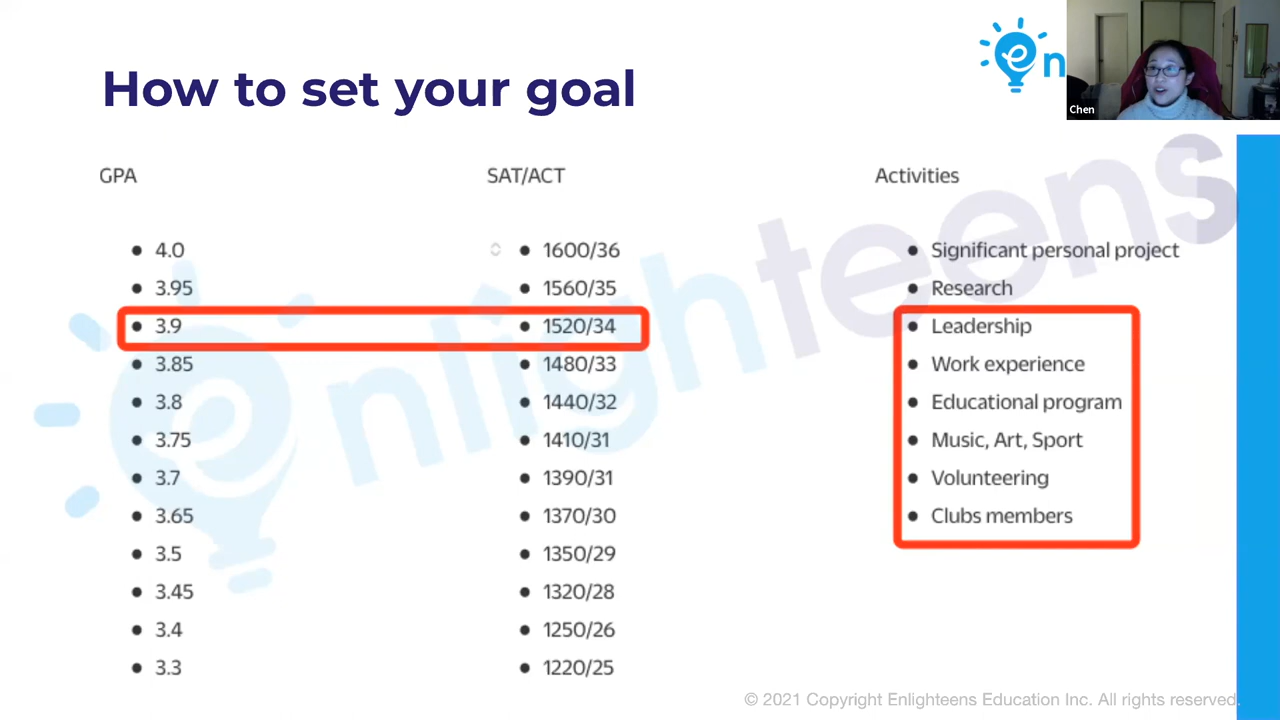 How to set your goal
en
Chen
GPA
SAT/ACT
Activities
4.0
3.95
3.9
3.85
3.8
3.75
3.7
3.65
3.5
3.45
3.4
3.3
1600/36
1560/35
1520/34
1480/33
1440/32
1410/31
1390/31
1370/30
1350/29
1320/28
1250/26
1220/25
Significant personal project
Research
Leadership
Work experience
Educational program
Music, Art, Sport
Volunteering
Clubs members
enlighteens
© 2021 Copyright Enlighteens Education Inc. All rights reserved.